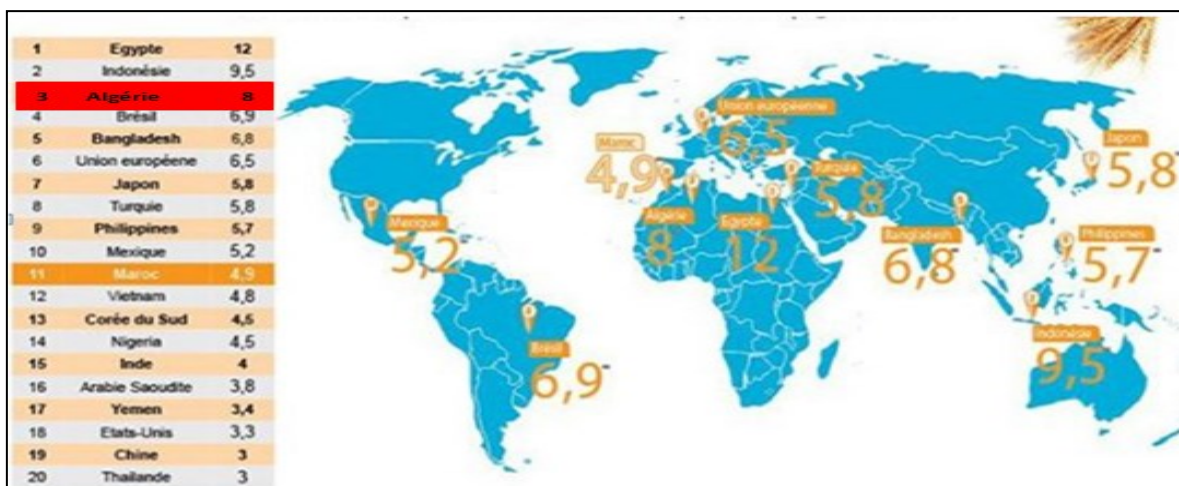 1 Egypte 12
2 Indonésie 9,5
3 Algérie 8
4 Brésil 6,9
5 Bangladesh 6,8
6 Union européene 6,5
7 Japon 5,8
8 Turquie 5,8
9 Philippines 5,7
10 Mexique 5,2
11 Maroc 4,9
12 Vietnam 4,8
13 Corée du Sud 4,5
14 Nigeria 4,5
15 Inde 4
16 Arabie Saoudite 3,8
17 Yemen 3,4
18 Etats-Unis 3,3
19 Chine 3
20 Thailande 3
Union européenne
6,5
Maroc
4,9
Turquie
5,8
Japon
5,8
Mexique
5,2
Algérie
8
Egypte
12
Bangladesh
6,8
Philippines
5,7
Indonésie
9,5
Brésil
6,9